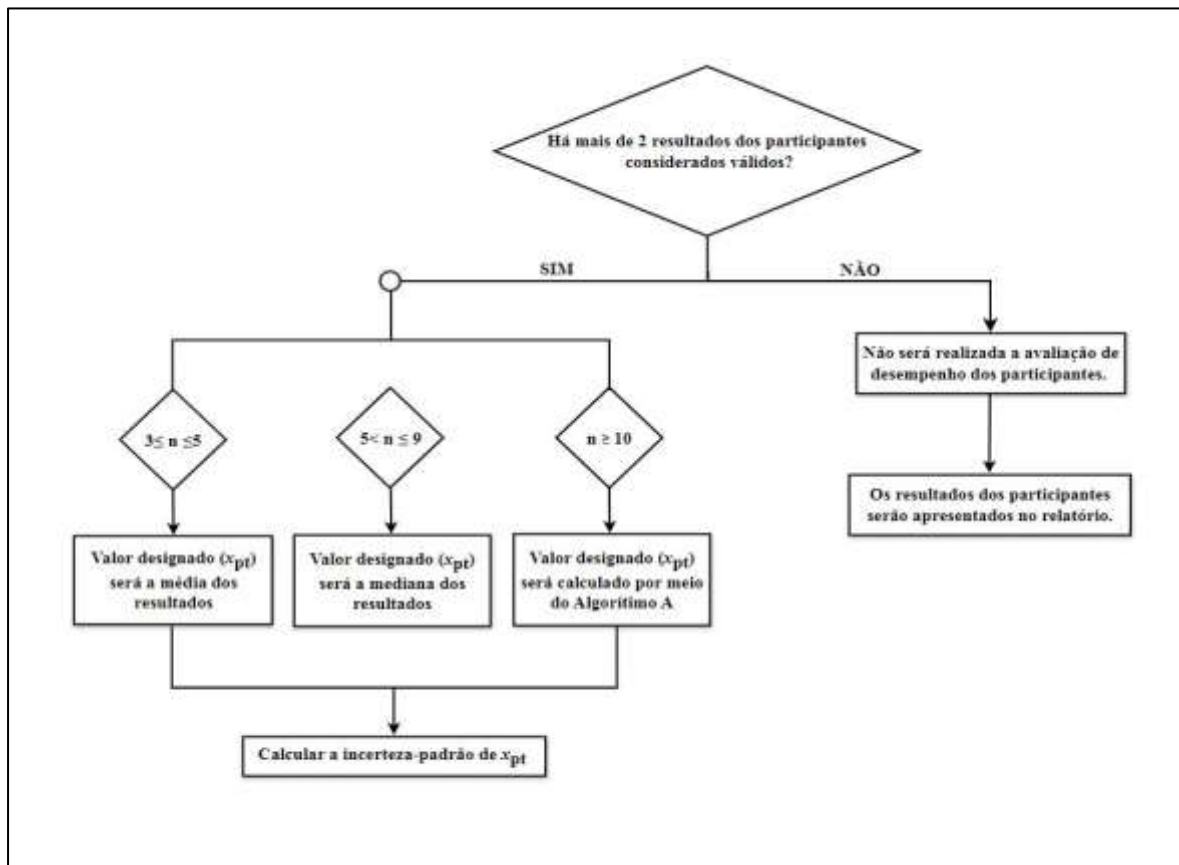 Há mais de 2 resultados dos participantes
considerados válidos?
SIM
NÃO
Não será realizada a avaliação de
desempenho dos participantes.
3≤ n ≤5
5< n ≤ 9
n ≥ 10
Os resultados dos participantes
serão apresentados no relatório.
Valor designado (xpt)
será a média dos
resultados
Valor designado (xpt)
será a mediana dos
resultados
Valor designado (xpt)
será calculado por meio
do Algorítimo A
Calcular a incerteza-padrão de xpt